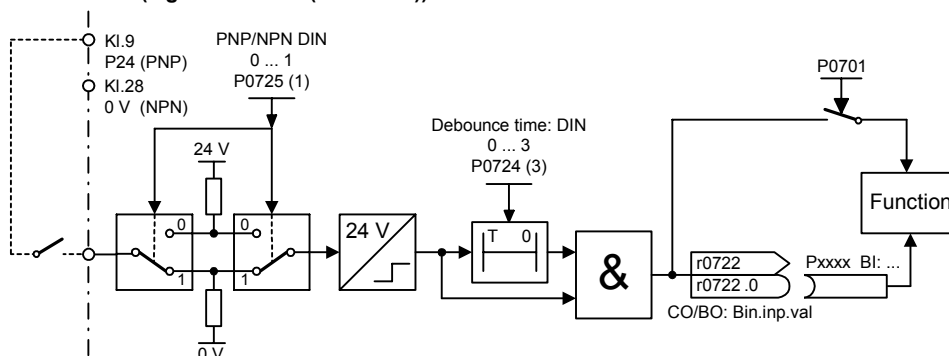 Kl.9
P24 (PNP)
Kl.28
0 V (NPN)
PNP/NPN DIN
0 ... 1
P0725 (1)
24 V
0
0
1
1
0 V
24 V
Debounce time: DIN
0 ... 3
P0724 (3)
T 0
&
P0701
Function
r0722
r0722 .0
Pxxxx BI: ...
CO/BO: Bin.inp.val